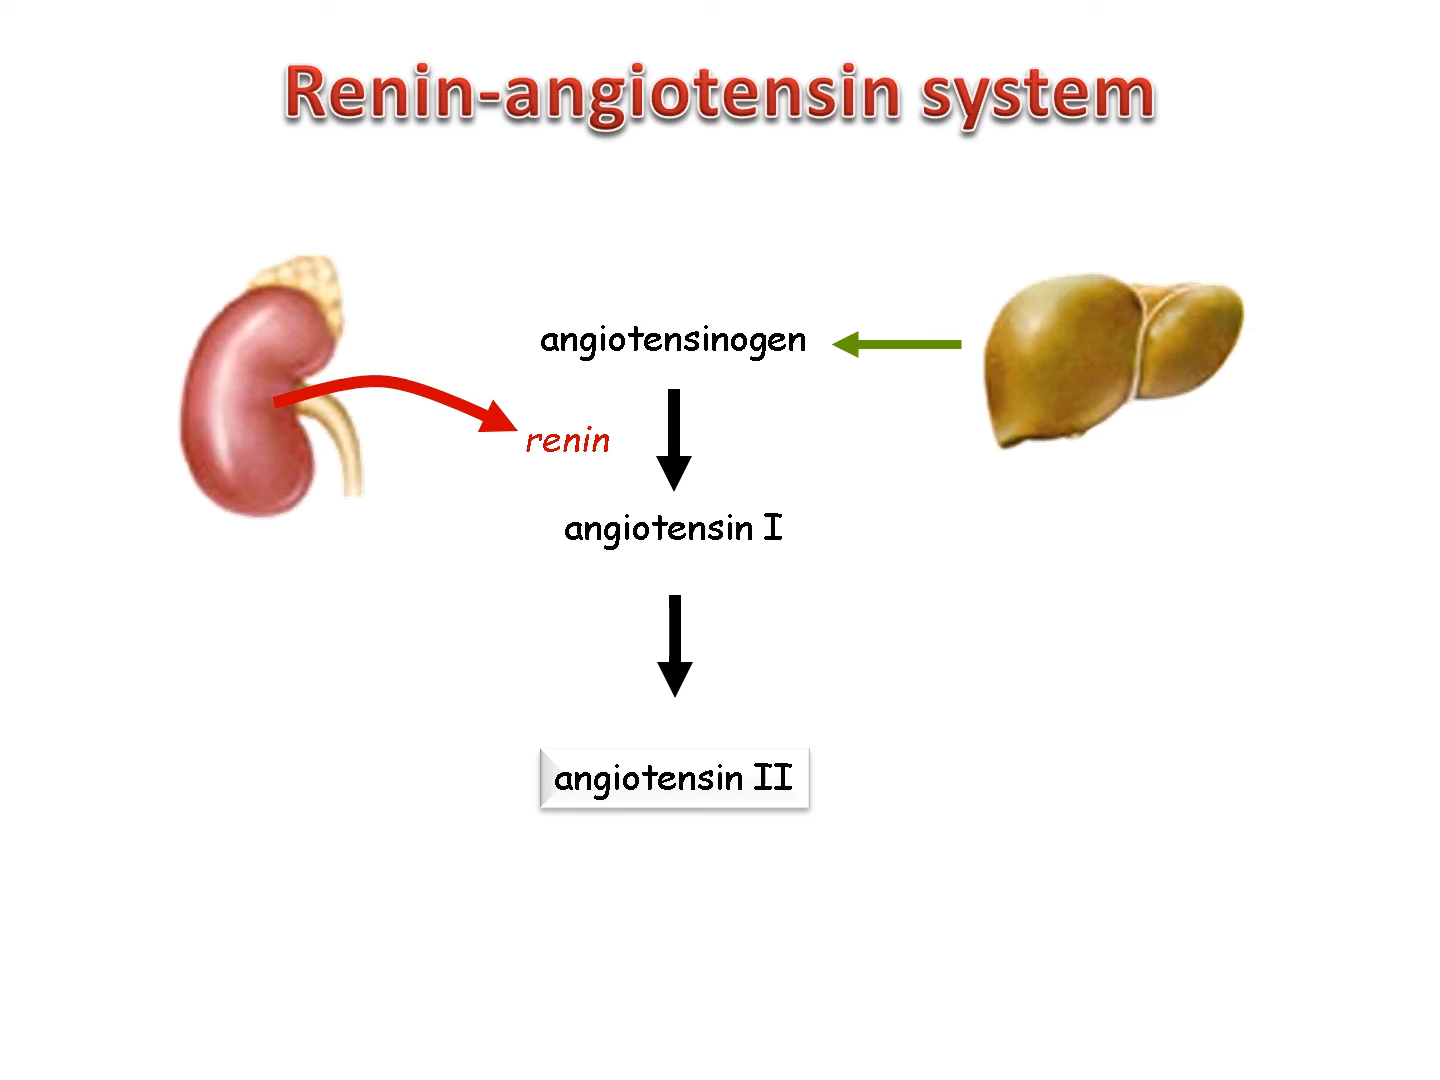 Renin-angiotensin system
angiotensinogen
renin
angiotensin I
angiotensin II